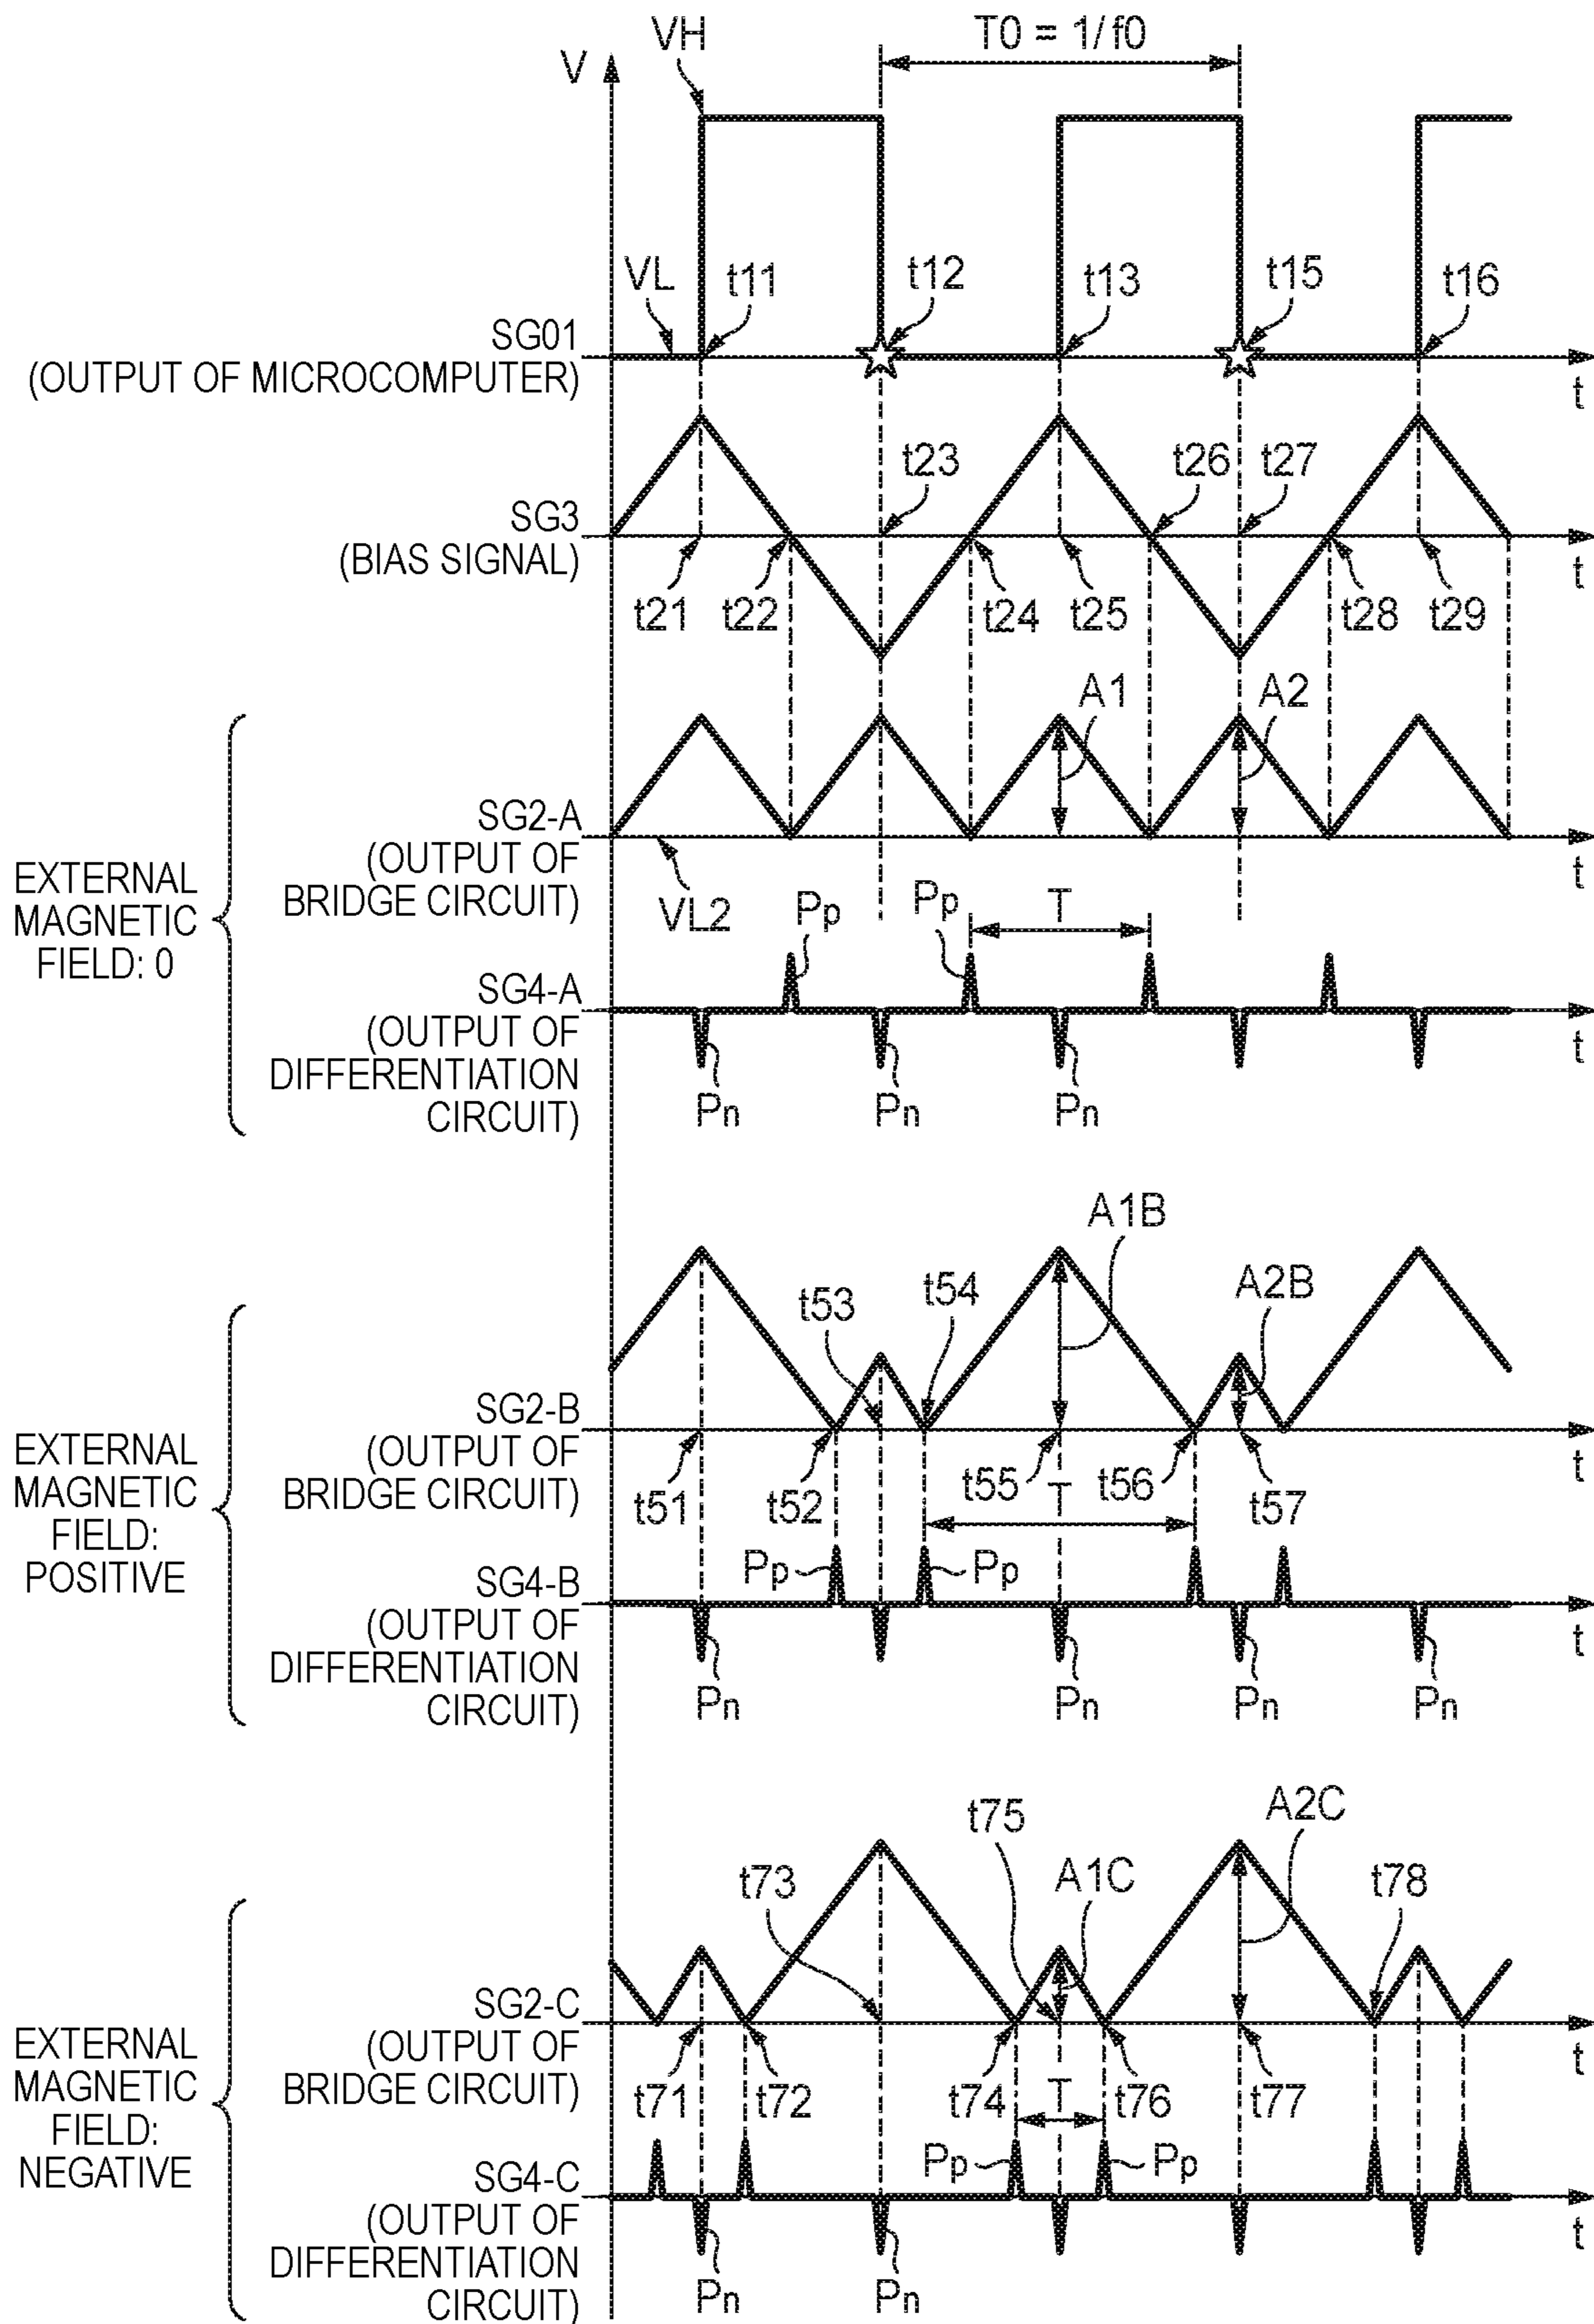 VH
T0 = 1/f0
V
VL
t11
t12
t13
t15
t16
SG01
(OUTPUT OF MICROCOMPUTER)
t
t23
t26
t27
SG3
(BIAS SIGNAL)
t
t21
t22
t24
t25
t28
t29
A1
A2
SG2-A
(OUTPUT OF
BRIDGE CIRCUIT)
t
VL2
EXTERNAL
MAGNETIC
FIELD: 0
Pp
Pp
T
SG4-A
(OUTPUT OF
DIFFERENTIATION
CIRCUIT)
t
Pn
Pn
Pn
A1B
t53
t54
A2B
SG2-B
(OUTPUT OF
BRIDGE CIRCUIT)
t
t51
t52
t55
T
t56
t57
EXTERNAL
MAGNETIC
FIELD:
POSITIVE
Pp
Pp
SG4-B
(OUTPUT OF
DIFFERENTIATION
CIRCUIT)
t
Pn
Pn
Pn
Pn
t75
A2C
t73
A1C
t78
SG2-C
(OUTPUT OF
BRIDGE CIRCUIT)
t
t71
t72
t74
T
t76
t77
EXTERNAL
MAGNETIC
FIELD:
NEGATIVE
Pp
Pp
SG4-C
(OUTPUT OF
DIFFERENTIATION
CIRCUIT)
t
Pn
Pn